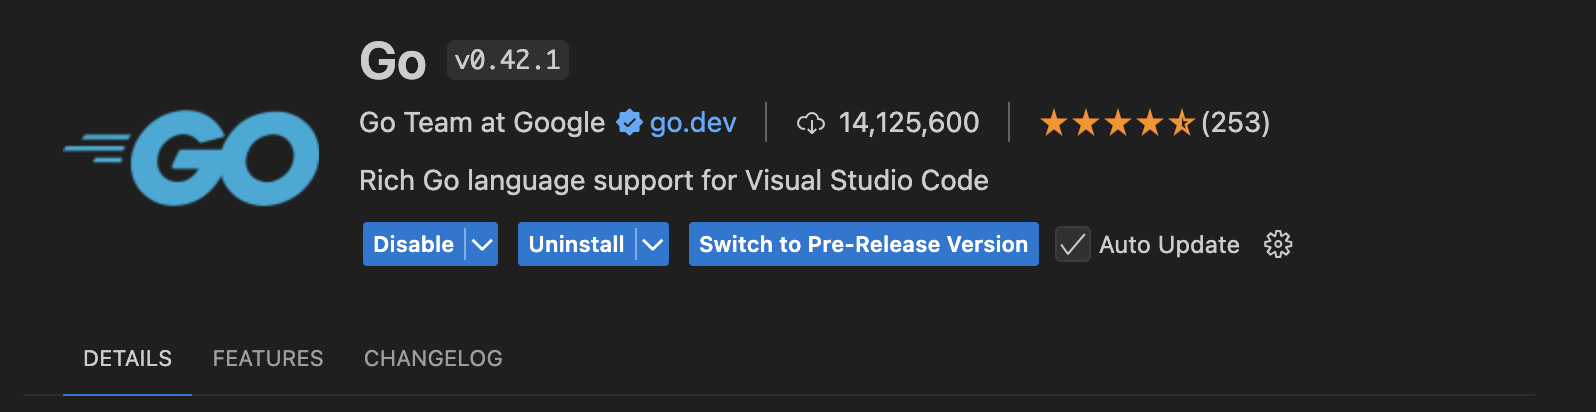 GO
Go v0.42.1
Go Team at Google go.dev 14,125,600 (253)
Rich Go language support for Visual Studio Code
Disable Uninstall Switch to Pre-Release Version Auto Update
DETAILS FEATURES CHANGELOG